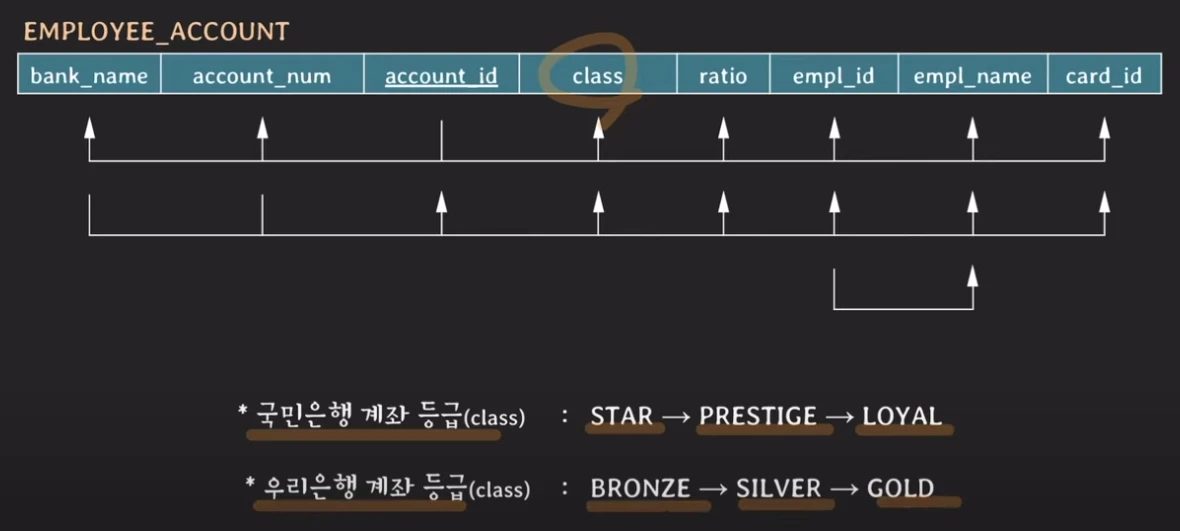 EMPLOYEE_ACCOUNT
bank_name account_num account_id class ratio empl_id empl_name card_id
* 국민은행 계좌 등급(class) : STAR → PRESTIGE → LOYAL
* 우리은행 계좌 등급(class) : BRONZE → SILVER → GOLD